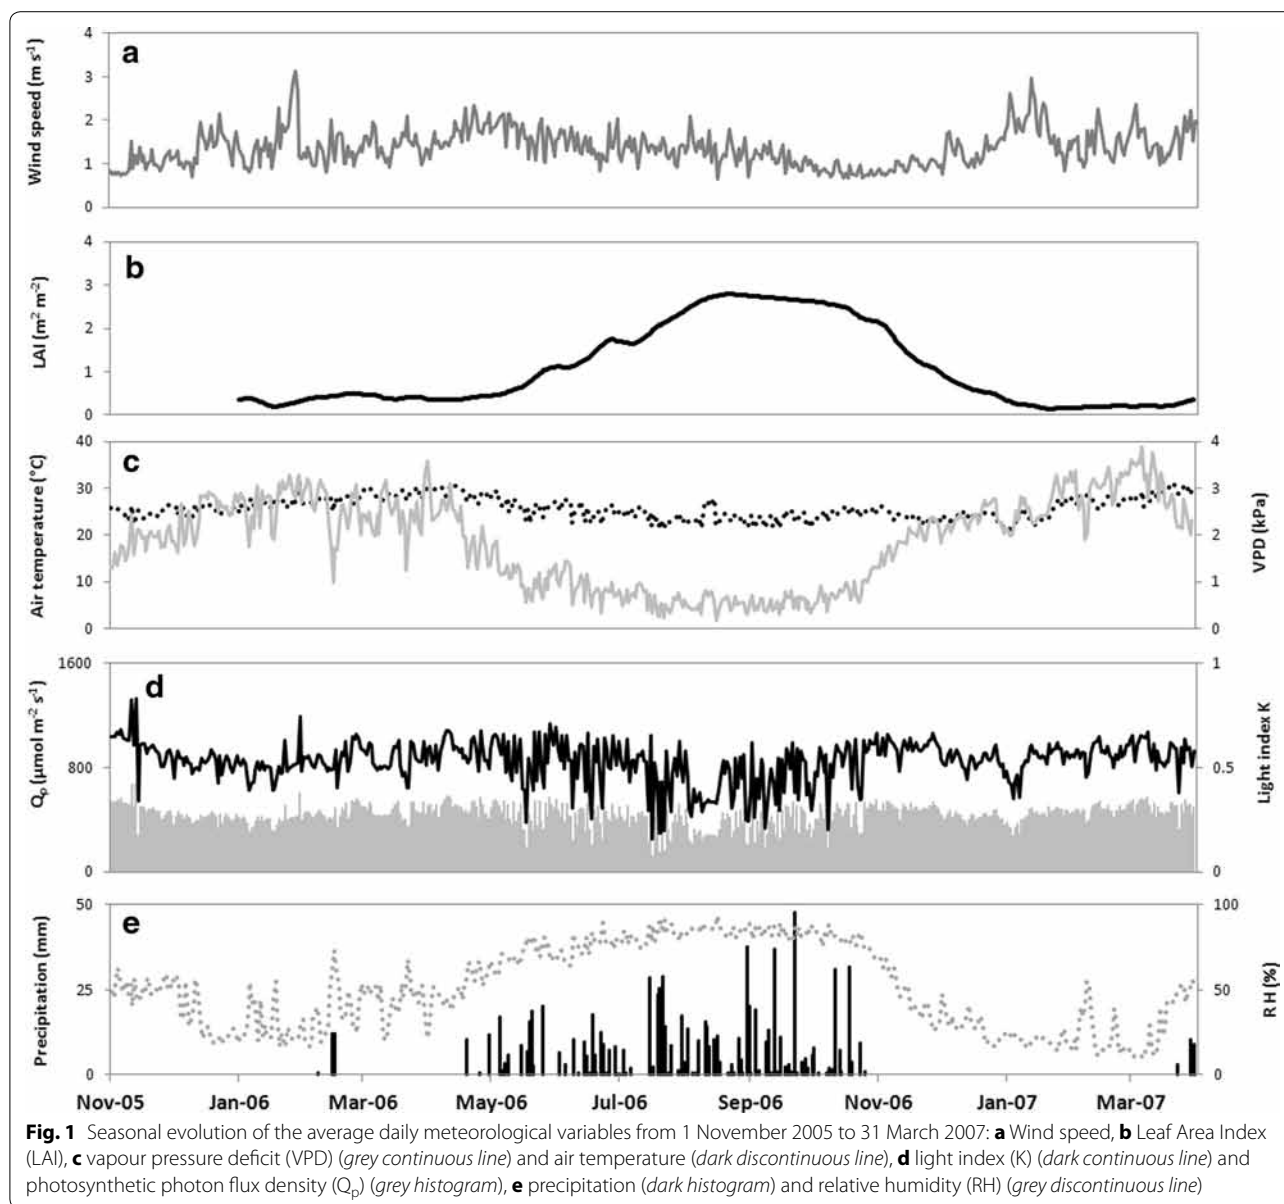 a
Wind speed (m s⁻¹)
4
3
2
1
0
b
LAI (m² m⁻²)
4
3
2
1
0
c
Air temperature (°C)
40
30
20
10
0
4
3
2
1
0
VPD (kPa)
d
Qₚ (µmol m⁻² s⁻¹)
1600
800
0
1
0.5
0
Light index K
e
Precipitation (mm)
50
25
0
100
50
0
RH (%)
Nov-05 Jan-06 Mar-06 May-06 Jul-06 Sep-06 Nov-06 Jan-07 Mar-07
Fig. 1 Seasonal evolution of the average daily meteorological variables from 1 November 2005 to 31 March 2007: a Wind speed, b Leaf Area Index
(LAI), c vapour pressure deficit (VPD) (grey continuous line) and air temperature (dark discontinuous line), d light index (K) (dark continuous line) and
photosynthetic photon flux density (Qₚ) (grey histogram), e precipitation (dark histogram) and relative humidity (RH) (grey discontinuous line)